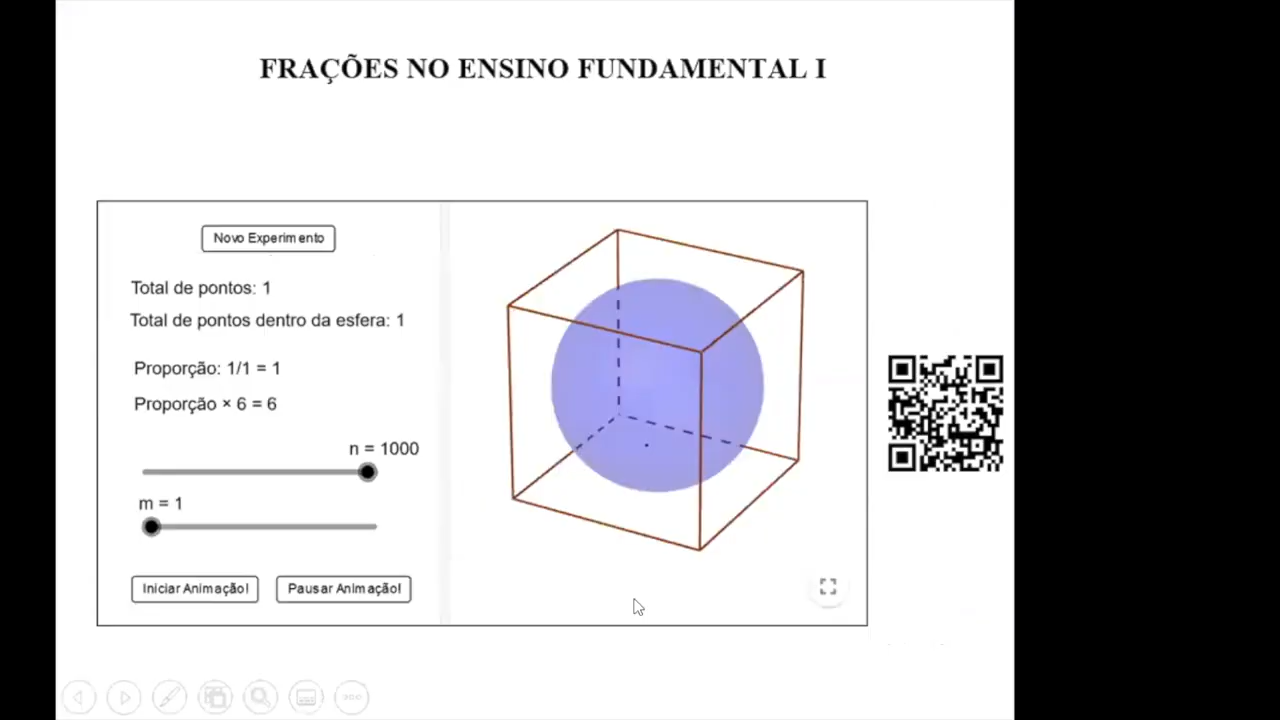 FRAÇÕES NO ENSINO FUNDAMENTAL I
Novo Experimento
Total de pontos: 1
Total de pontos dentro da esfera: 1
Proporção: 1/1 = 1
Proporção × 6 = 6
n = 1000
m = 1
Iniciar Animação!
Pausar Animação!